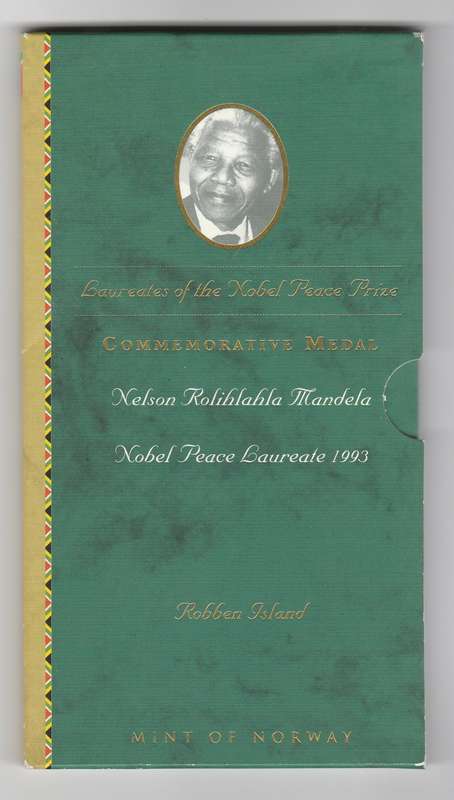 Laureates of the Nobel Peace Prize
COMMEMORATIVE MEDAL
Nelson Rolihlahla Mandela
Nobel Peace Laureate 1993
Robben Island
MINT OF NORWAY